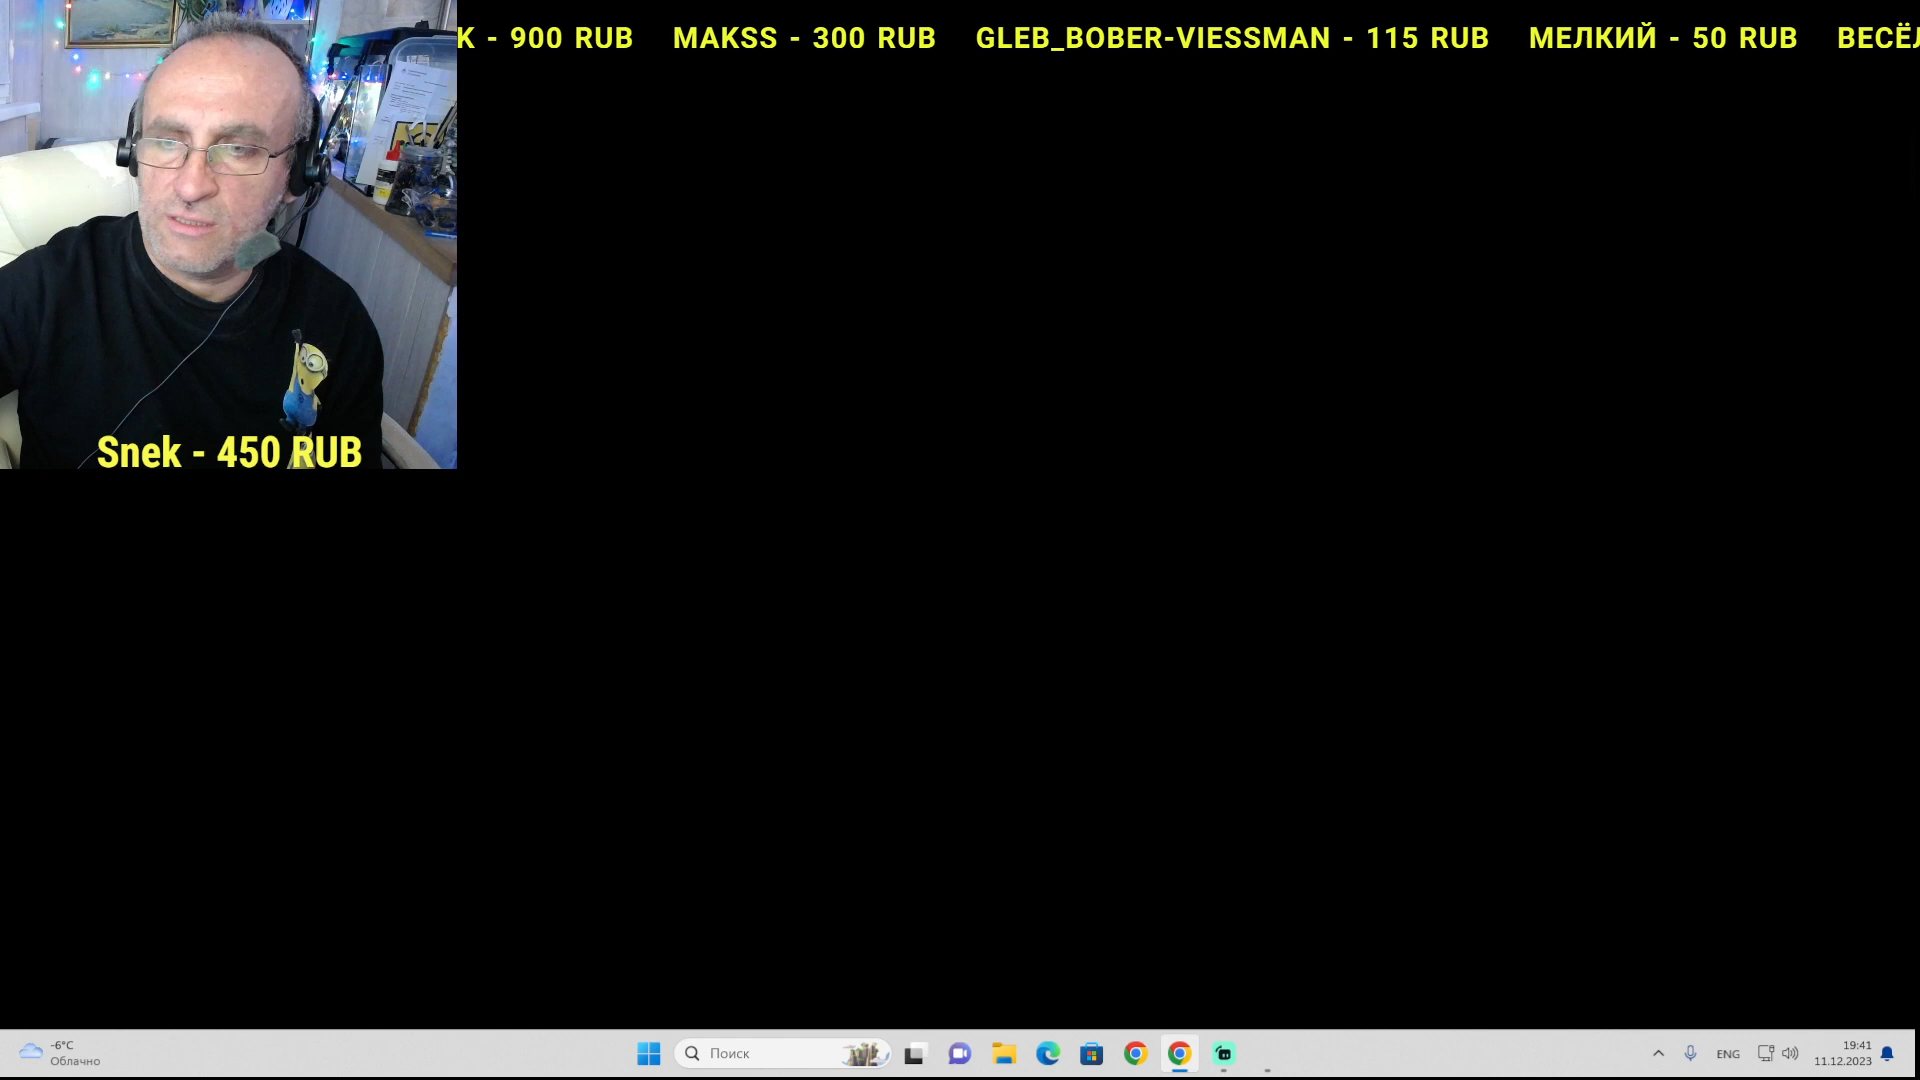 K - 900 RUB MAKSS - 300 RUB GLEB_BOBER-VIESSMAN - 115 RUB МЕЛКИЙ - 50 RUB ВЕСЁЛ
Snek - 450 RUB
-6°C
Облачно
Поиск
ENG
19:41
11.12.2023